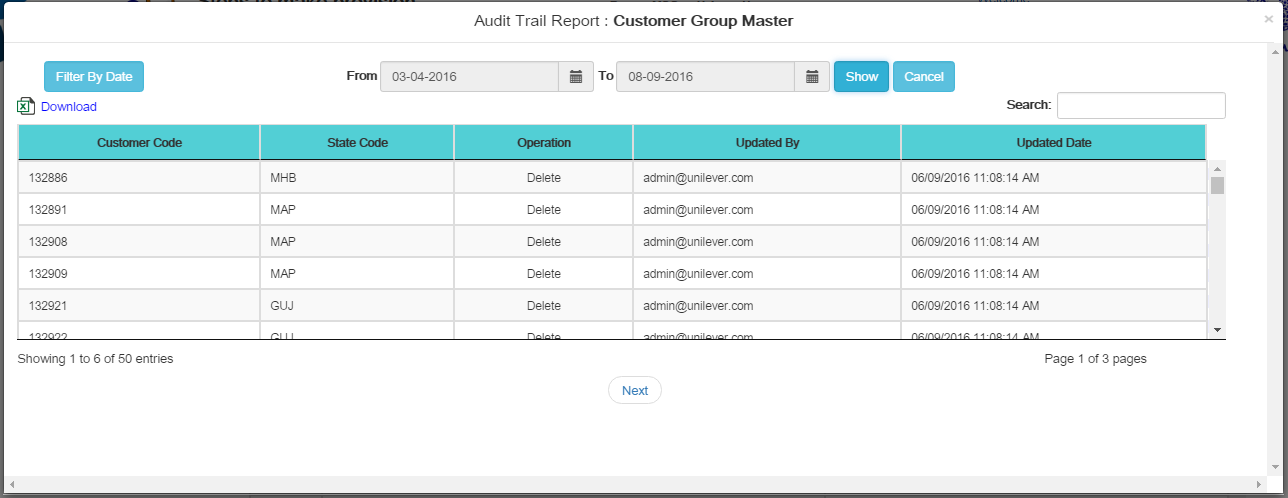 Audit Trail Report : Customer Group Master ×
Filter By Date From 03-04-2016 To 08-09-2016 Show Cancel
Download Search:
Customer Code State Code Operation Updated By Updated Date
132886 MHB Delete admin@unilever.com 06/09/2016 11:08:14 AM
132891 MAP Delete admin@unilever.com 06/09/2016 11:08:14 AM
132908 MAP Delete admin@unilever.com 06/09/2016 11:08:14 AM
132909 MAP Delete admin@unilever.com 06/09/2016 11:08:14 AM
132921 GUJ Delete admin@unilever.com 06/09/2016 11:08:14 AM
132922 GUJ Delete admin@unilever.com 06/09/2016 11:08:14 AM
Showing 1 to 6 of 50 entries Page 1 of 3 pages
Next